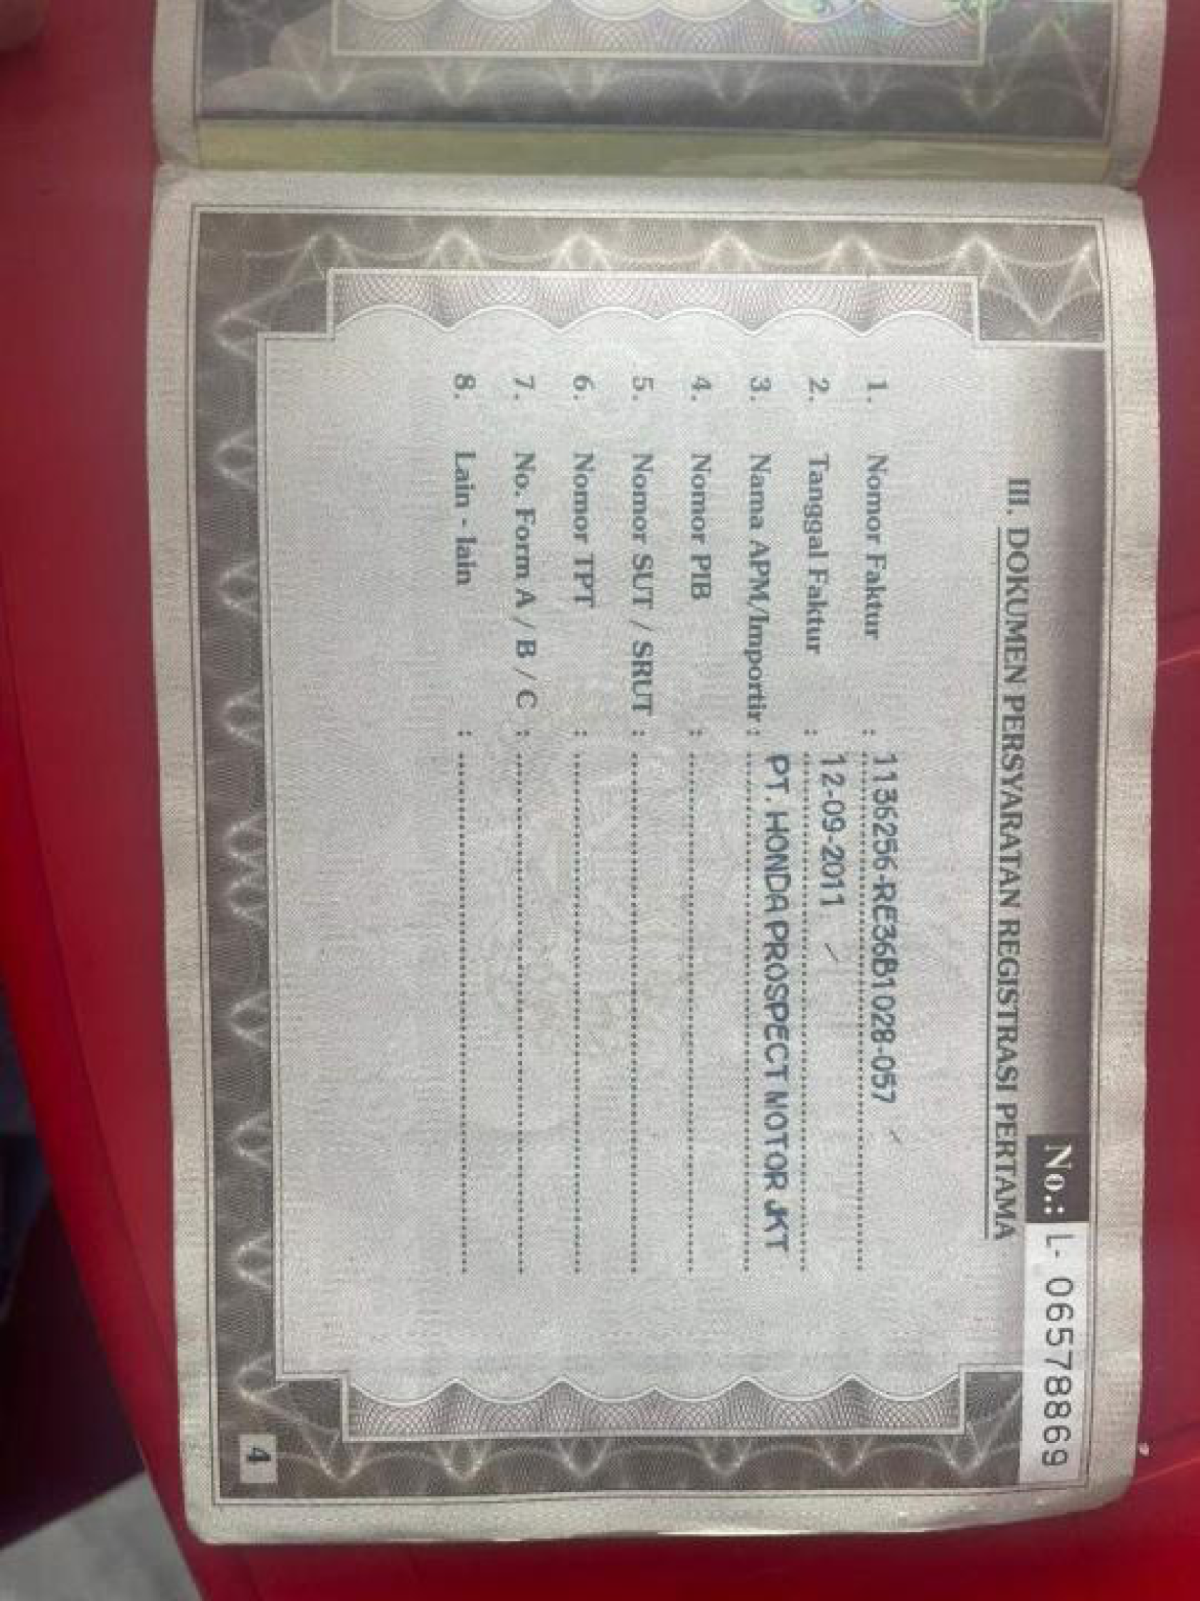 No.: L- 06578869
III. DOKUMEN PERSYARATAN REGISTRASI PERTAMA
1. Nomor Faktur : 1136256-RE36B1028-057
2. Tanggal Faktur : 12-09-2011
3. Nama APM/Importir : PT. HONDA PROSPECT MOTOR JKT
4. Nomor PIB : ........................
5. Nomor SUT / SRUT : ........................
6. Nomor TPT : ........................
7. No. Form A / B / C : ........................
8. Lain - lain : ........................
4